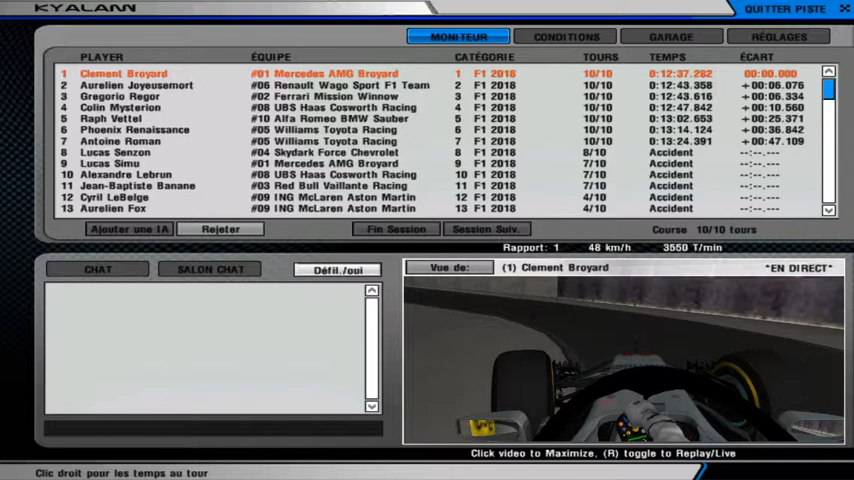 KYALAMI
QUITTER PISTE
MONITEUR CONDITIONS GARAGE RÉGLAGES
PLAYER ÉQUIPE CATÉGORIE TOURS TEMPS ÉCART
1 Clement Broyard #01 Mercedes AMG Broyard 1 F1 2018 10/10 0:12:37.282 00:00.000
2 Aurelien Joyeusemort #06 Renault Wago Sport F1 Team 2 F1 2018 10/10 0:12:43.358 +00:06.076
3 Gregorio Regor #02 Ferrari Mission Winnow 3 F1 2018 10/10 0:12:43.616 +00:06.334
4 Colin Mysterion #08 UBS Haas Cosworth Racing 4 F1 2018 10/10 0:12:47.842 +00:10.560
5 Raph Vettel #10 Alfa Romeo BMW Sauber 5 F1 2018 10/10 0:13:02.653 +00:25.371
6 Phoenix Renaissance #05 Williams Toyota Racing 6 F1 2018 10/10 0:13:14.124 +00:36.842
7 Antoine Roman #05 Williams Toyota Racing 7 F1 2018 10/10 0:13:24.391 +00:47.109
8 Lucas Senzon #04 Skydark Force Chevrolet 8 F1 2018 8/10 Accident --:--.---
9 Lucas Simu #01 Mercedes AMG Broyard 9 F1 2018 7/10 Accident --:--.---
10 Alexandre Lebrun #08 UBS Haas Cosworth Racing 10 F1 2018 7/10 Accident --:--.---
11 Jean-Baptiste Banane #03 Red Bull Vaillante Racing 11 F1 2018 7/10 Accident --:--.---
12 Cyril LeBelge #09 ING McLaren Aston Martin 12 F1 2018 4/10 Accident --:--.---
13 Aurelien Fox #09 ING McLaren Aston Martin 13 F1 2018 4/10 Accident --:--.---
Ajouter une IA Rejeter Fin Session Session Suiv. Course 10/10 tours
Rapport: 1 48 km/h 3550 T/min
CHAT SALON CHAT Défil./oui
Vue de: (1) Clement Broyard *EN DIRECT*
Click video to Maximize, (R) toggle to Replay/Live
Clic droit pour les temps au tour